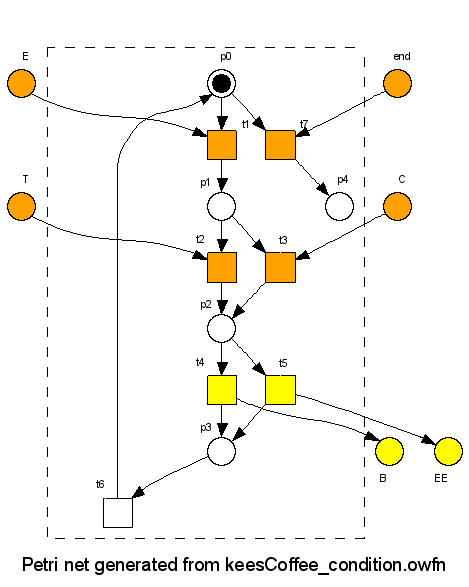 p0
E
end
t1
t7
T
p1
p4
C
t2
t3
p2
t4
t5
p3
B
EE
t6
Petri net generated from keesCoffee_condition.owfn